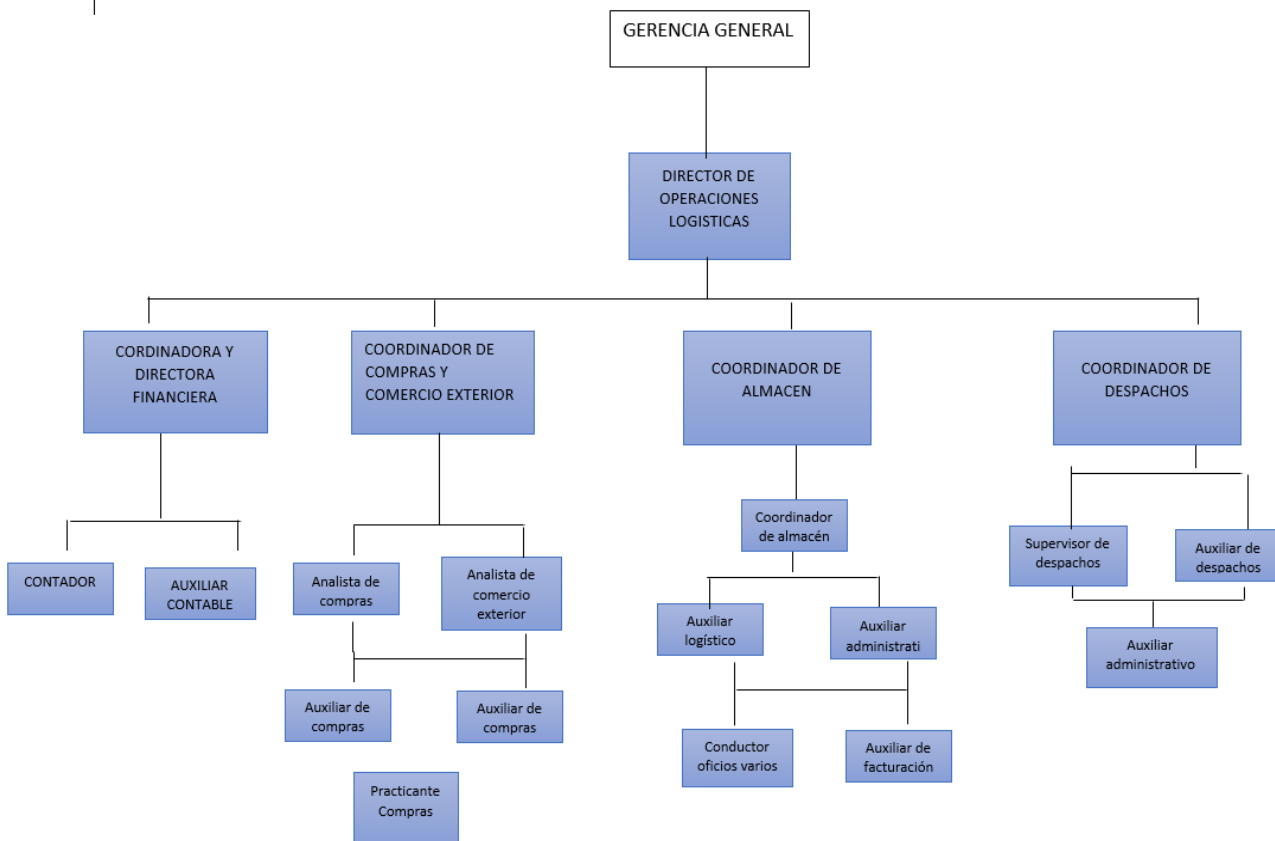 GERENCIA GENERAL
DIRECTOR DE
OPERACIONES
LOGISTICAS
CORDINADORA Y
DIRECTORA
FINANCIERA
COORDINADOR DE
COMPRAS Y
COMERCIO EXTERIOR
COORDINADOR DE
ALMACEN
COORDINADOR DE
DESPACHOS
CONTADOR
AUXILIAR
CONTABLE
Analista de
compras
Analista de
comercio
exterior
Coordinador
de almacén
Supervisor de
despachos
Auxiliar de
despachos
Auxiliar
logístico
Auxiliar
administrati
Auxiliar
administrativo
Auxiliar de
compras
Auxiliar de
compras
Conductor
oficios varios
Auxiliar de
facturación
Practicante
Compras